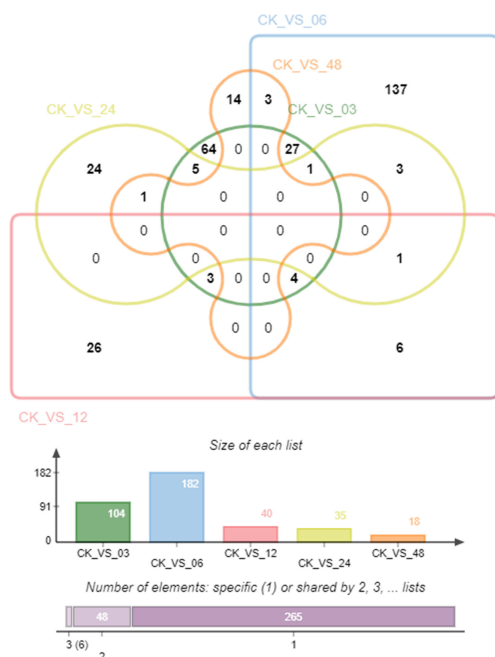 CK_VS_06
CK_VS_48
14 3 137
CK_VS_24 CK_VS_03
64 0 0 27
24 5 1 3
1 0 0 0
0 0 0 0
0 0 0 1
3 0 0 4
0 0
26 6
CK_VS_12
Size of each list
182
91
0
104 182 40 35 18
CK_VS_03 CK_VS_06 CK_VS_12 CK_VS_24 CK_VS_48
Number of elements: specific (1) or shared by 2, 3, ... lists
48 265
3 (6) 1
2